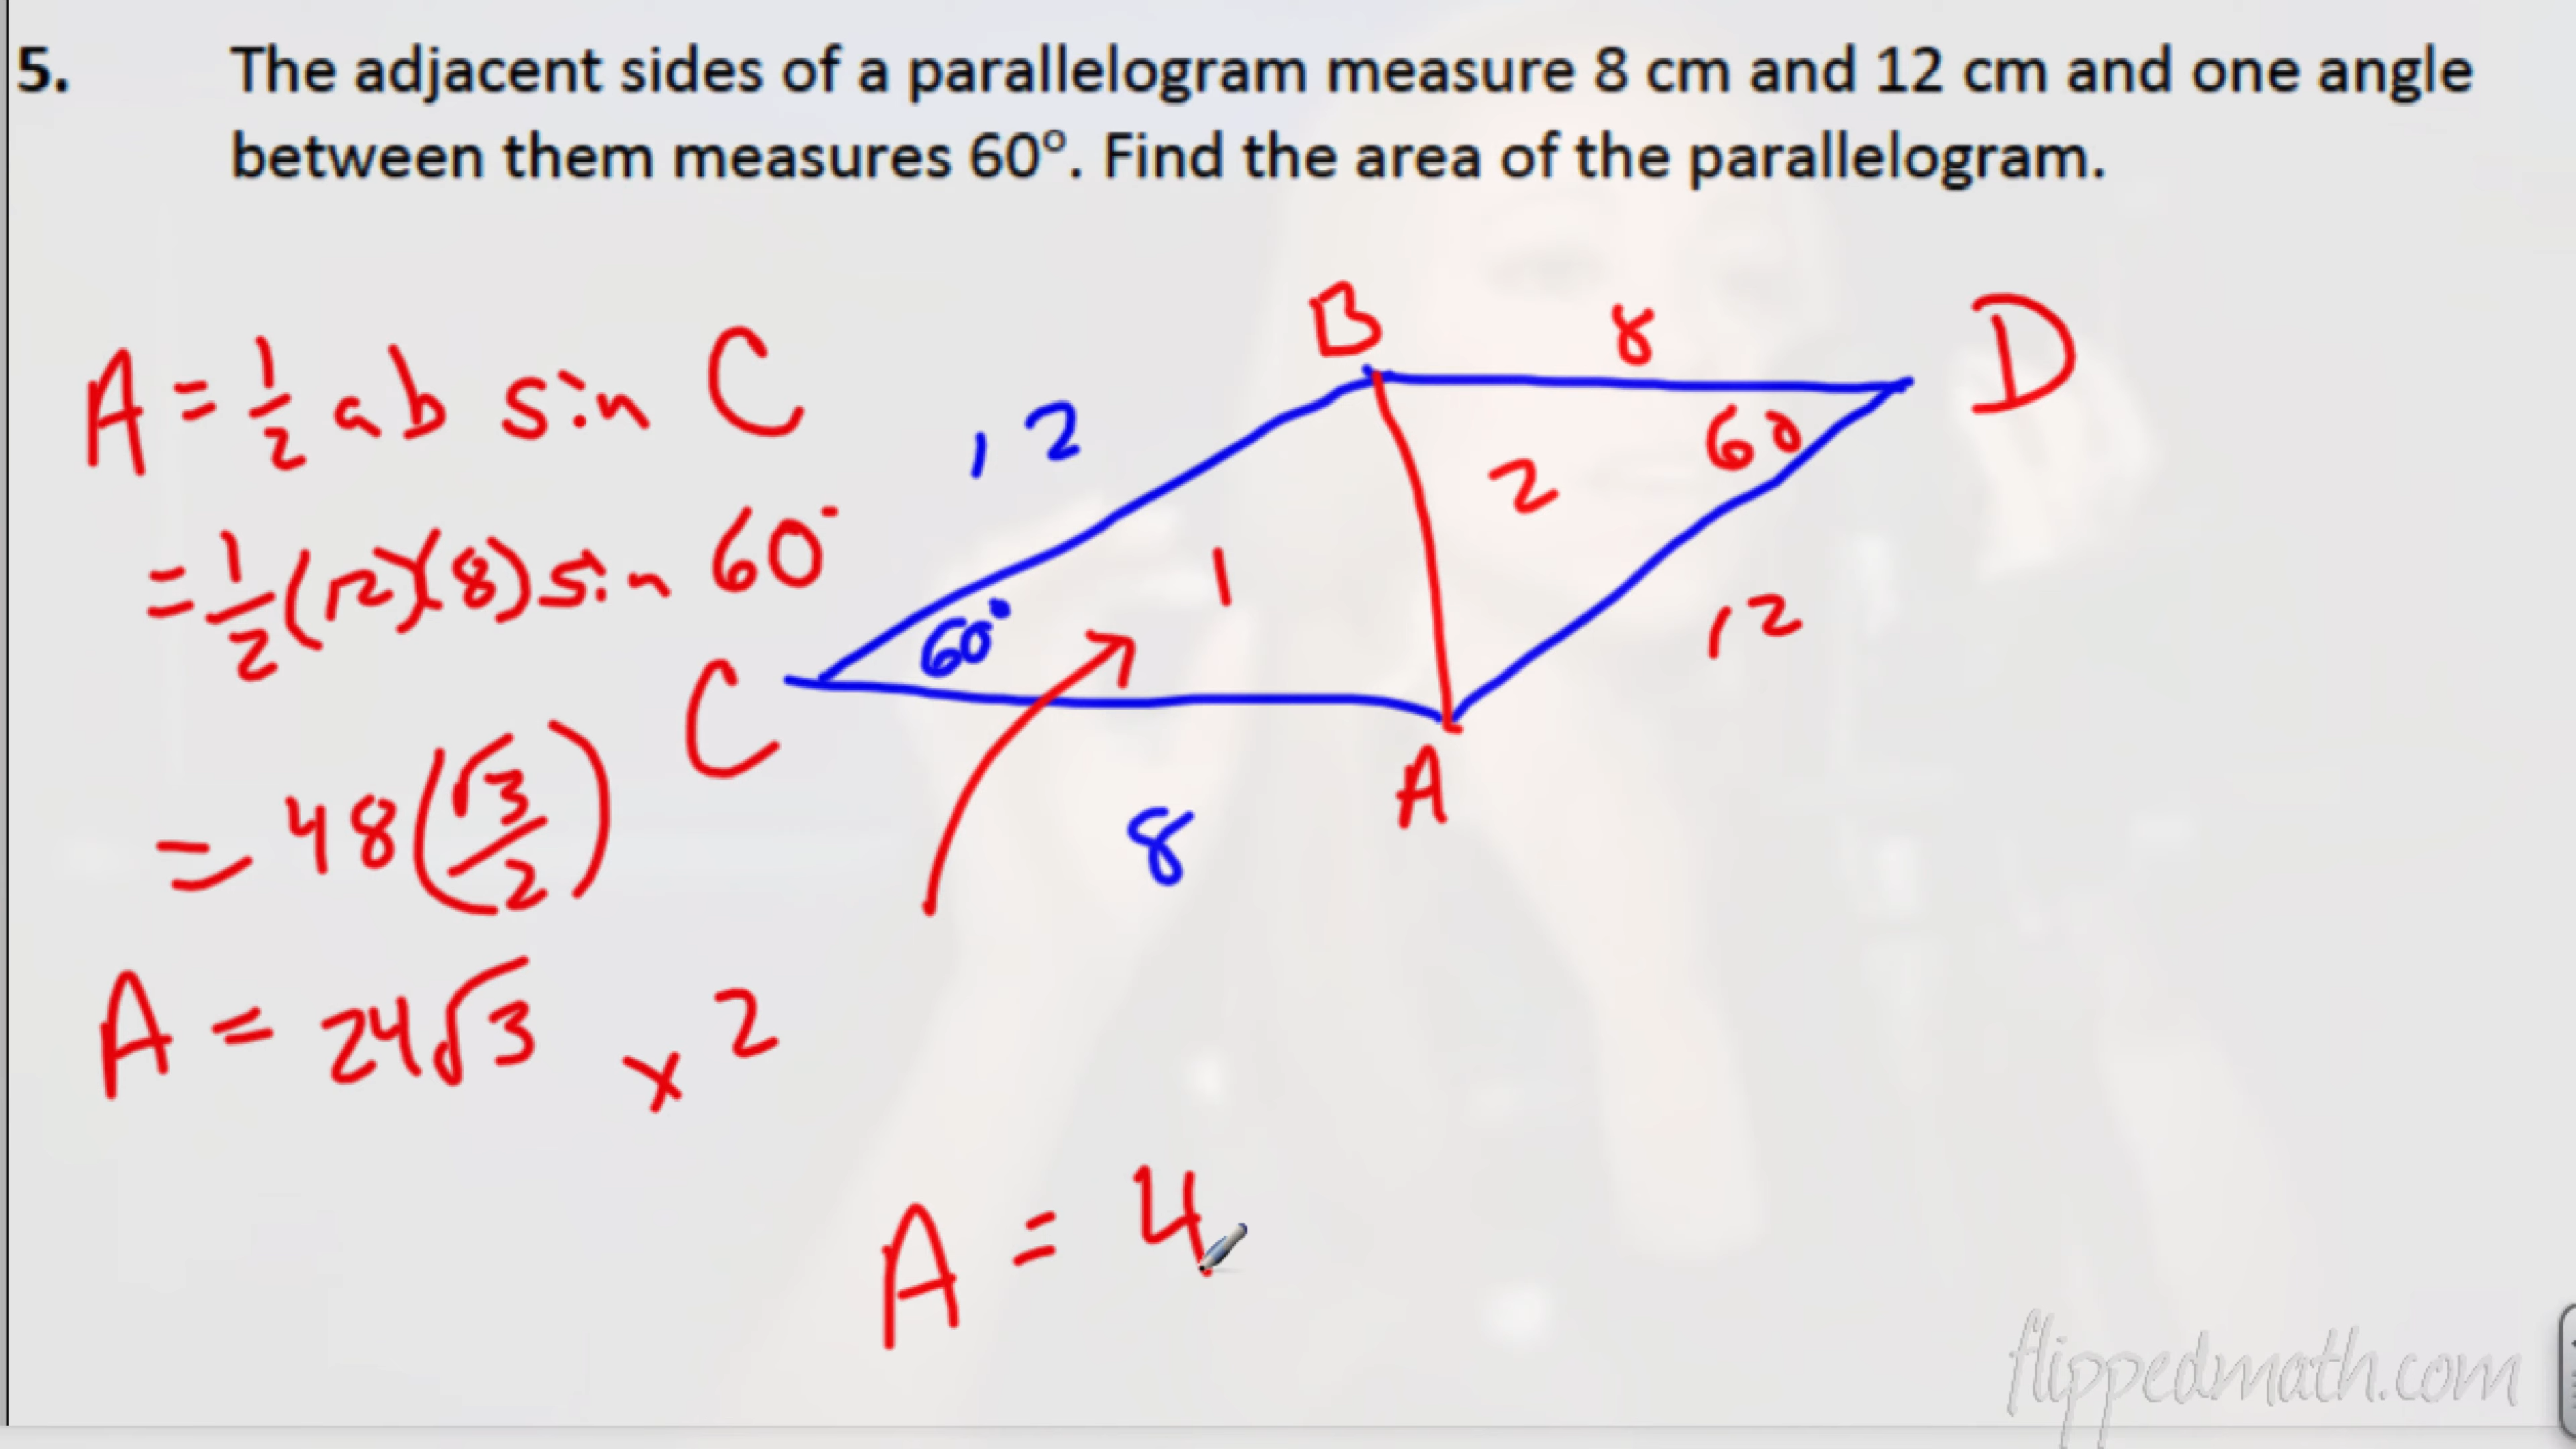 5. The adjacent sides of a parallelogram measure 8 cm and 12 cm and one angle
between them measures 60°. Find the area of the parallelogram.
A = 1/2 ab sin C
= 1/2 (12)(8) sin 60°
= 48 (√3/2)
A = 24√3 x 2
B
8
D
12
60
2
1
60°
12
C
A
8
A = 4
flippedmath.com